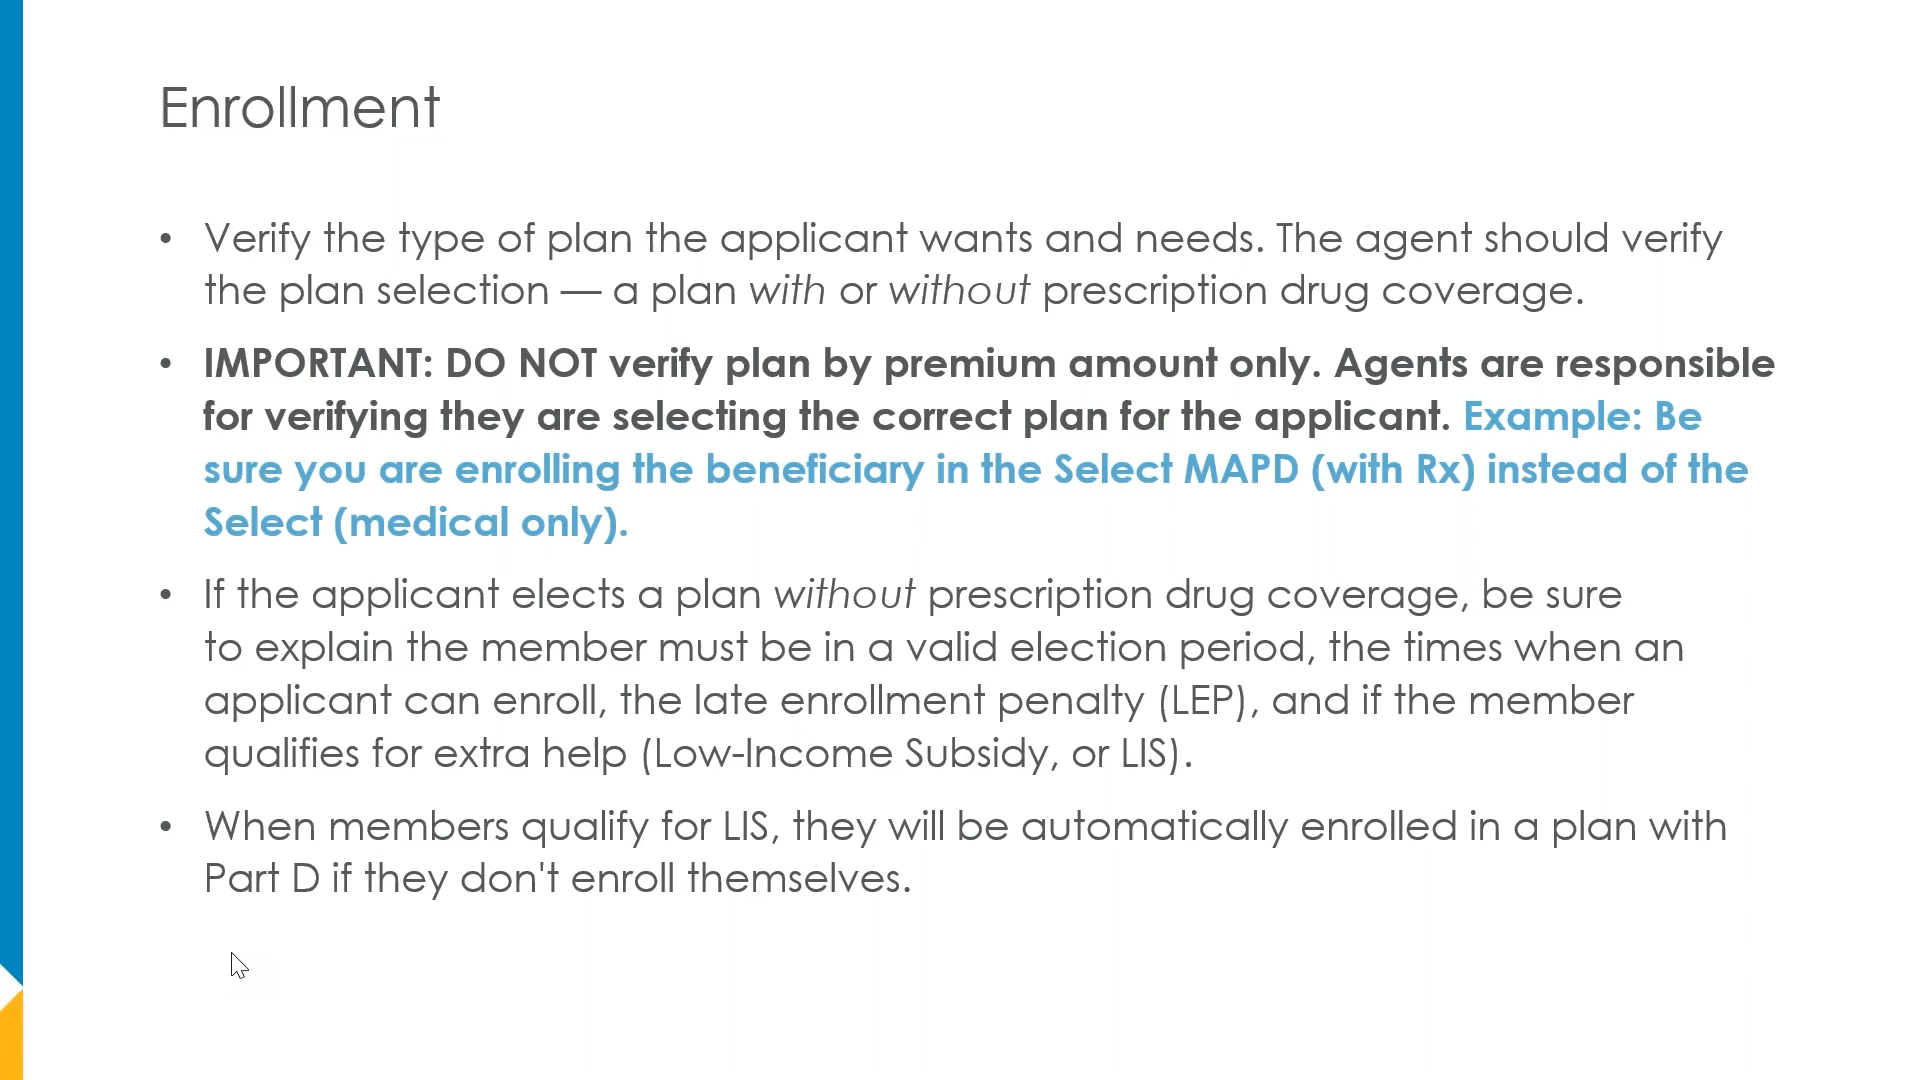 Enrollment
• Verify the type of plan the applicant wants and needs. The agent should verify
the plan selection — a plan with or without prescription drug coverage.
• IMPORTANT: DO NOT verify plan by premium amount only. Agents are responsible
for verifying they are selecting the correct plan for the applicant. Example: Be
sure you are enrolling the beneficiary in the Select MAPD (with Rx) instead of the
Select (medical only).
• If the applicant elects a plan without prescription drug coverage, be sure
to explain the member must be in a valid election period, the times when an
applicant can enroll, the late enrollment penalty (LEP), and if the member
qualifies for extra help (Low-Income Subsidy, or LIS).
• When members qualify for LIS, they will be automatically enrolled in a plan with
Part D if they don't enroll themselves.